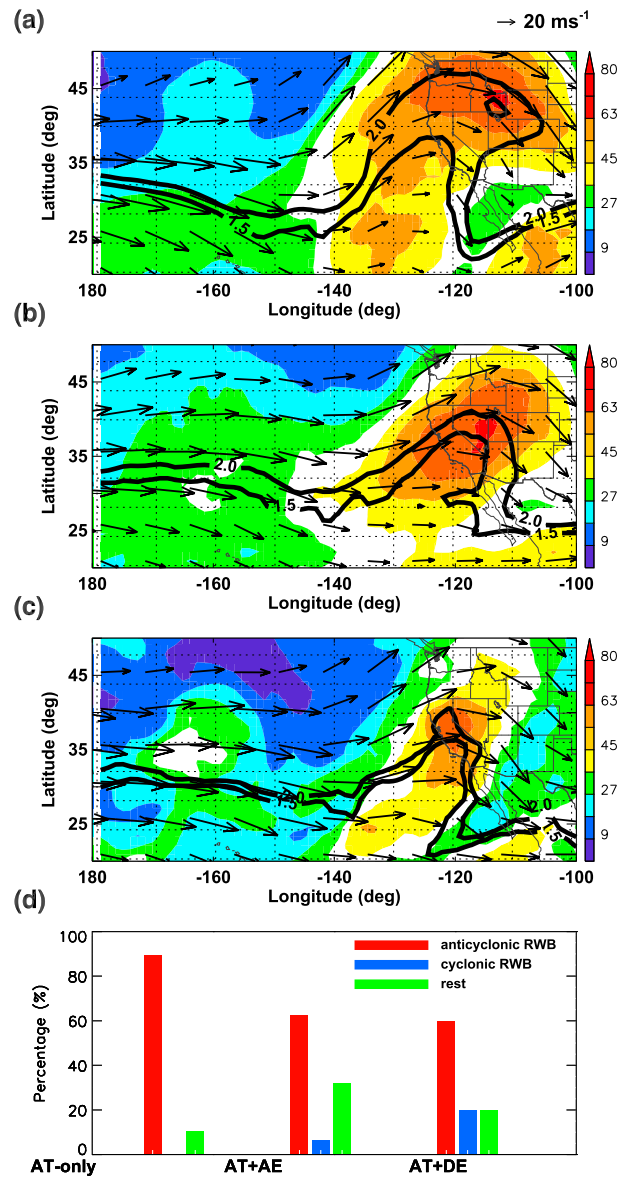 (a)
→ 20 ms⁻¹
Latitude (deg)
45
35
25
2.0
1.5
2.0
1.5
80
63
45
27
9
180 -160 -140 -120 -100
Longitude (deg)
(b)
Latitude (deg)
45
35
25
2.0
1.5
2.0
1.5
80
63
45
27
9
180 -160 -140 -120 -100
Longitude (deg)
(c)
Latitude (deg)
45
35
25
2.0
1.5
2.0
1.5
80
63
45
27
9
180 -160 -140 -120 -100
Longitude (deg)
(d)
Percentage (%)
100
80
60
40
20
0
anticyclonic RWB
cyclonic RWB
rest
AT-only AT+AE AT+DE